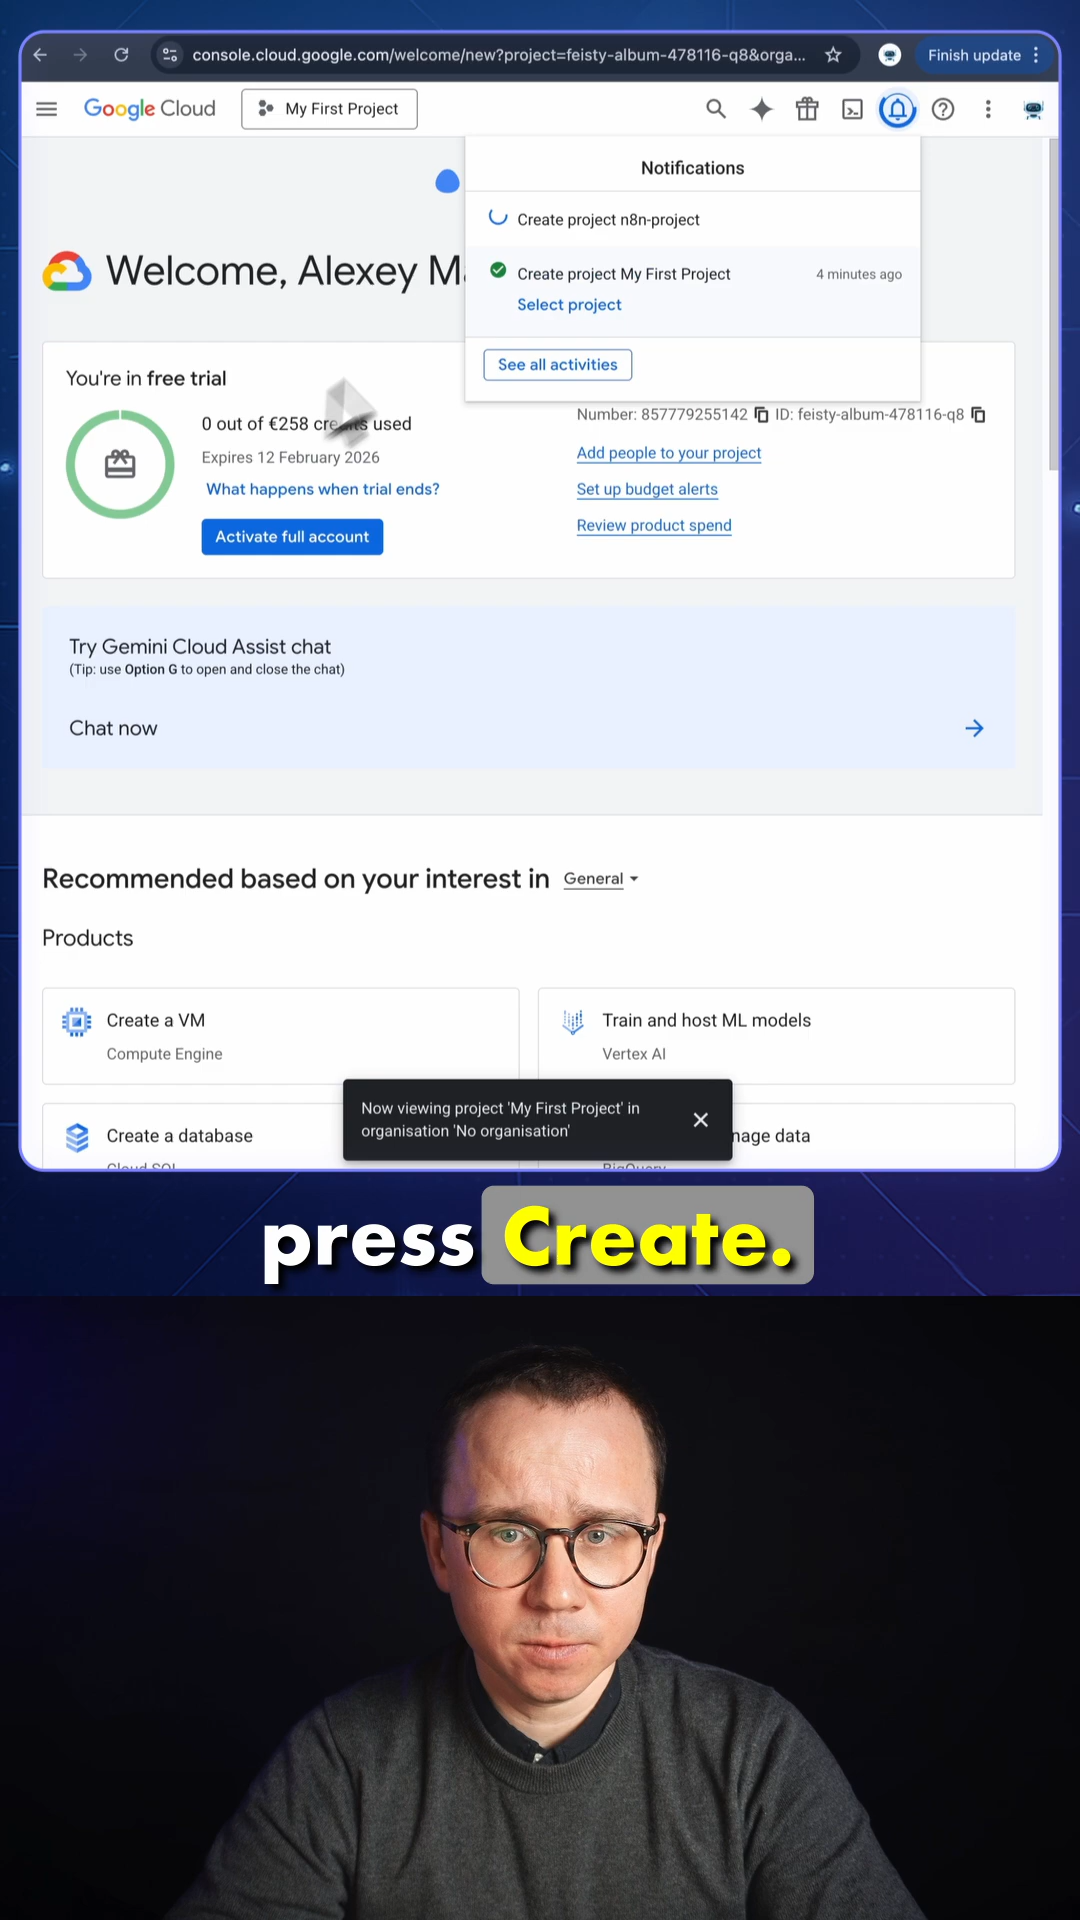 console.cloud.google.com/welcome/new?project=feisty-album-478116-q8&orga...
Finish update
Google Cloud
My First Project
Notifications
Create project n8n-project
Welcome, Alexey Ma
Create project My First Project
4 minutes ago
Select project
See all activities
You're in free trial
0 out of €258 credits used
Number: 857779255142
ID: feisty-album-478116-q8
Expires 12 February 2026
Add people to your project
What happens when trial ends?
Set up budget alerts
Activate full account
Review product spend
Try Gemini Cloud Assist chat
(Tip: use Option G to open and close the chat)
Chat now
Recommended based on your interest in General
Products
Create a VM
Compute Engine
Train and host ML models
Vertex AI
Now viewing project 'My First Project' in
organisation 'No organisation'
Create a database
nage data
Cloud SQL
BigQuery
press Create.